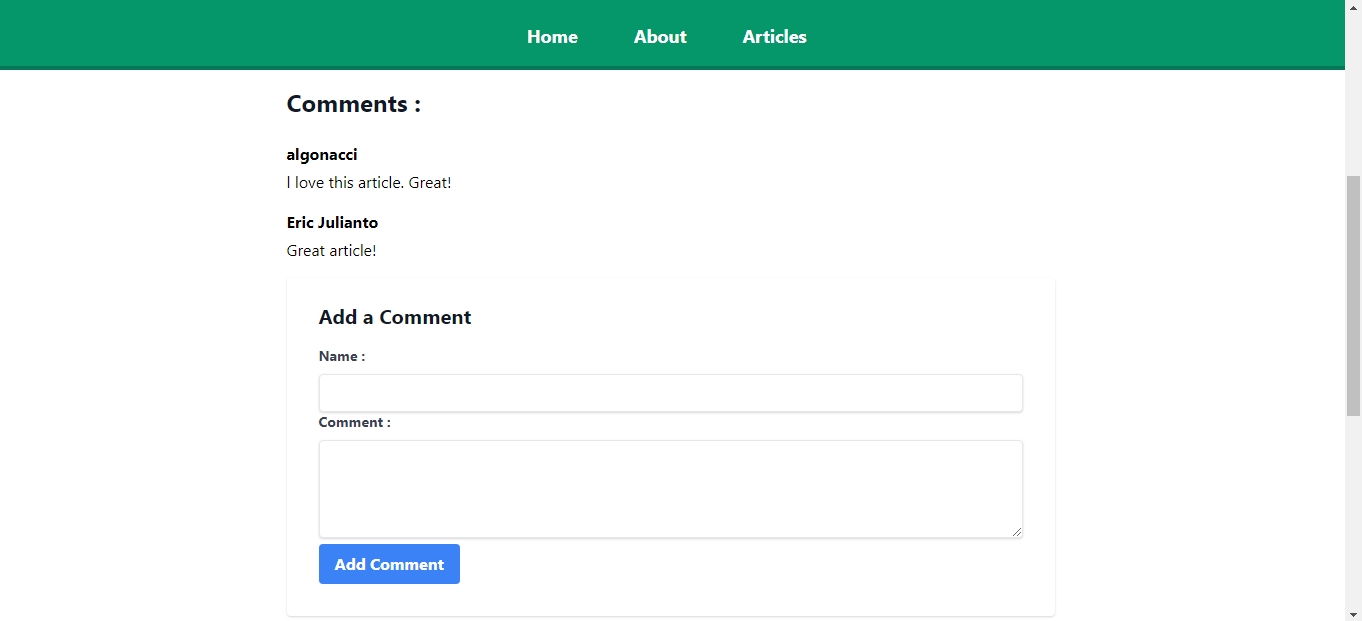 Home About Articles
Comments :
algonacci
I love this article. Great!
Eric Julianto
Great article!
Add a Comment
Name :
Comment :
Add Comment